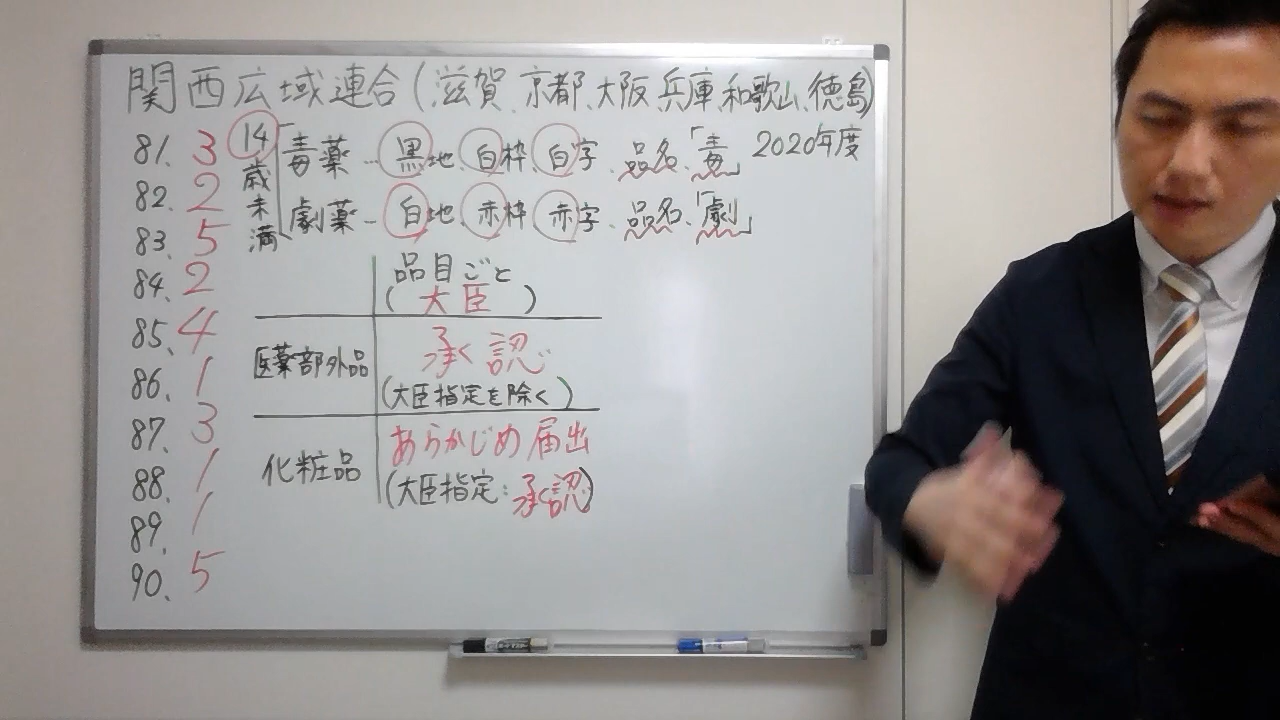 関西広域連合(滋賀、京都、大阪、兵庫、和歌山、徳島)
2020年度
81. 3
82. 2
83. 5
84. 2
85. 4
86. 1
87. 3
88. 1
89. 1
90. 5
14歳未満
毒薬…黒地、白枠、白字、品名、「毒」
劇薬…白地、赤枠、赤字、品名、「劇」
品目ごと
(大臣)
医薬部外品
承認
(大臣指定を除く)
化粧品
あらかじめ届出
(大臣指定:承認)